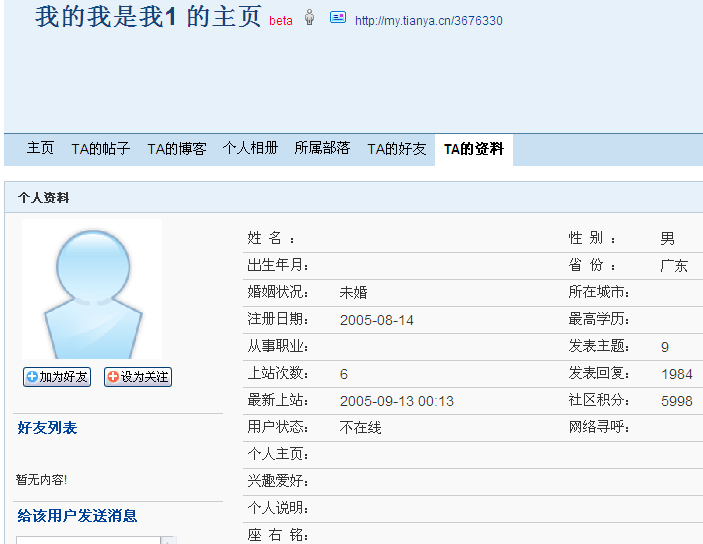 我的我是我1 的主页 beta http://my.tianya.cn/3676330
主页 TA的帖子 TA的博客 个人相册 所属部落 TA的好友 TA的资料
个人资料
姓 名 : 性 别 : 男
出生年月: 省 份 : 广东
婚姻状况: 未婚 所在城市:
注册日期: 2005-08-14 最高学历:
从事职业: 发表主题: 9
加为好友 设为关注 上站次数: 6 发表回复: 1984
最新上站: 2005-09-13 00:13 社区积分: 5998
好友列表 用户状态: 不在线 网络寻呼:
个人主页:
暂无内容! 兴趣爱好:
给该用户发送消息 个人说明:
座 右 铭: